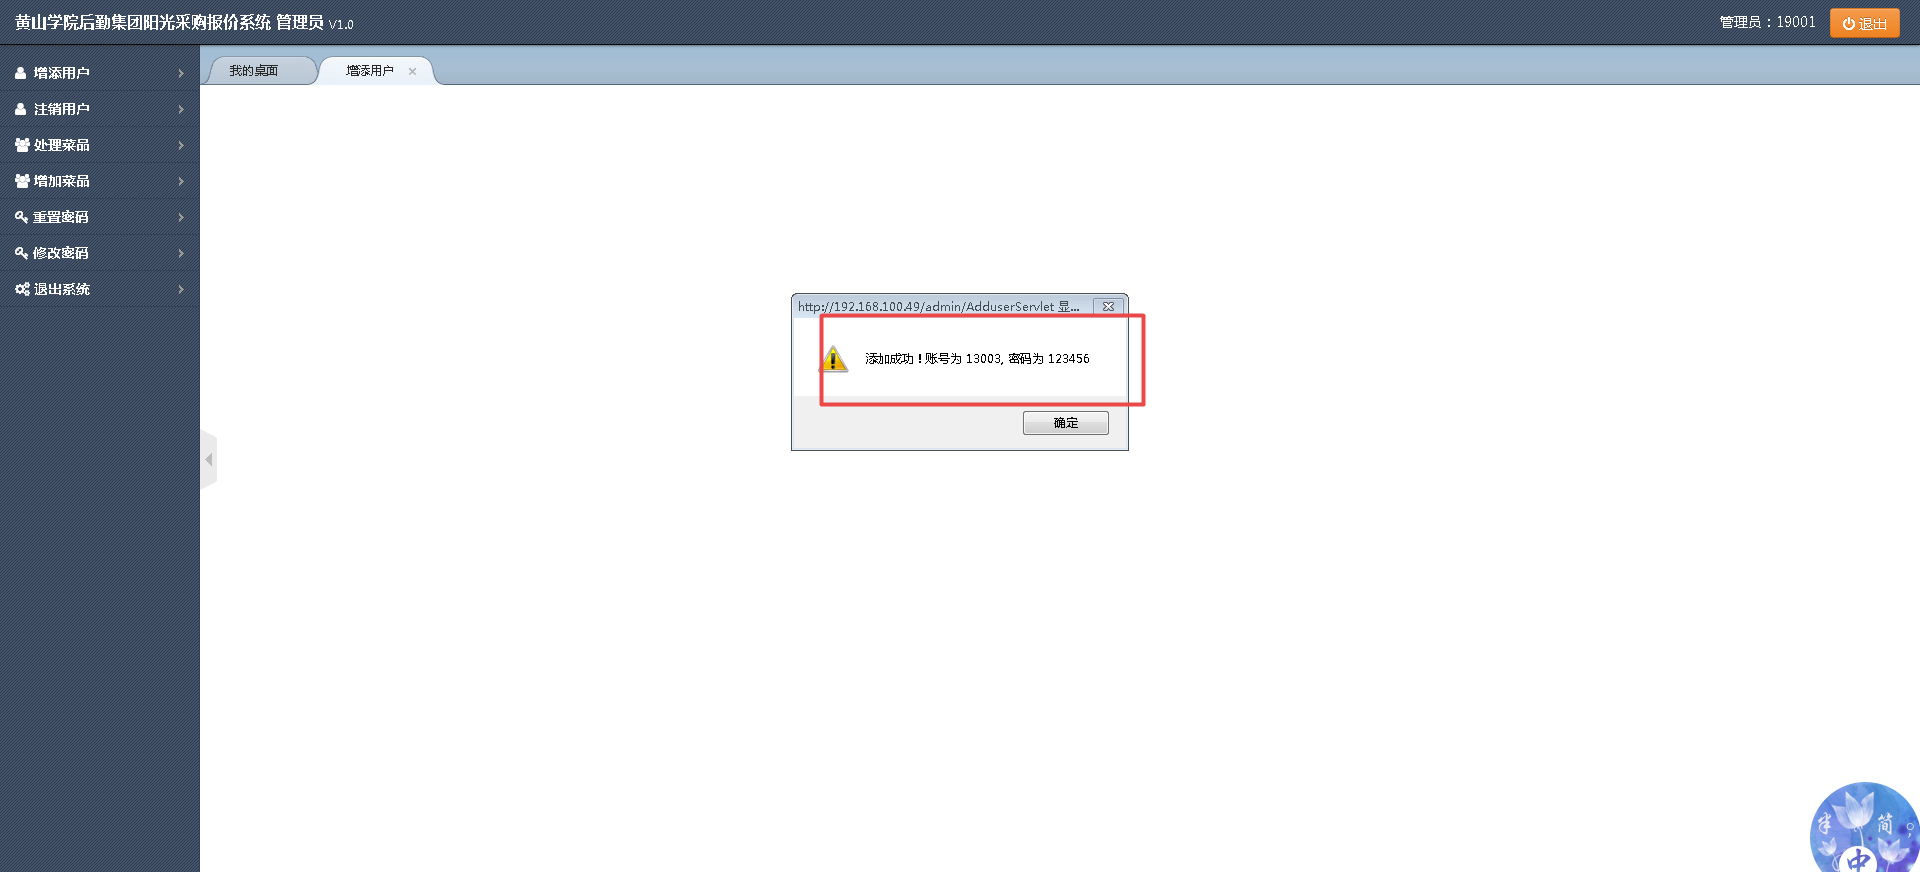 黄山学院后勤集团阳光采购报价系统 管理员 V1.0
管理员：19001
退出
增添用户
注销用户
处理菜品
增加菜品
重置密码
修改密码
退出系统
我的桌面
增添用户
http://192.168.100.49/admin/AdduserServlet 显...
添加成功！账号为 13003, 密码为 123456
确定
半 简
中